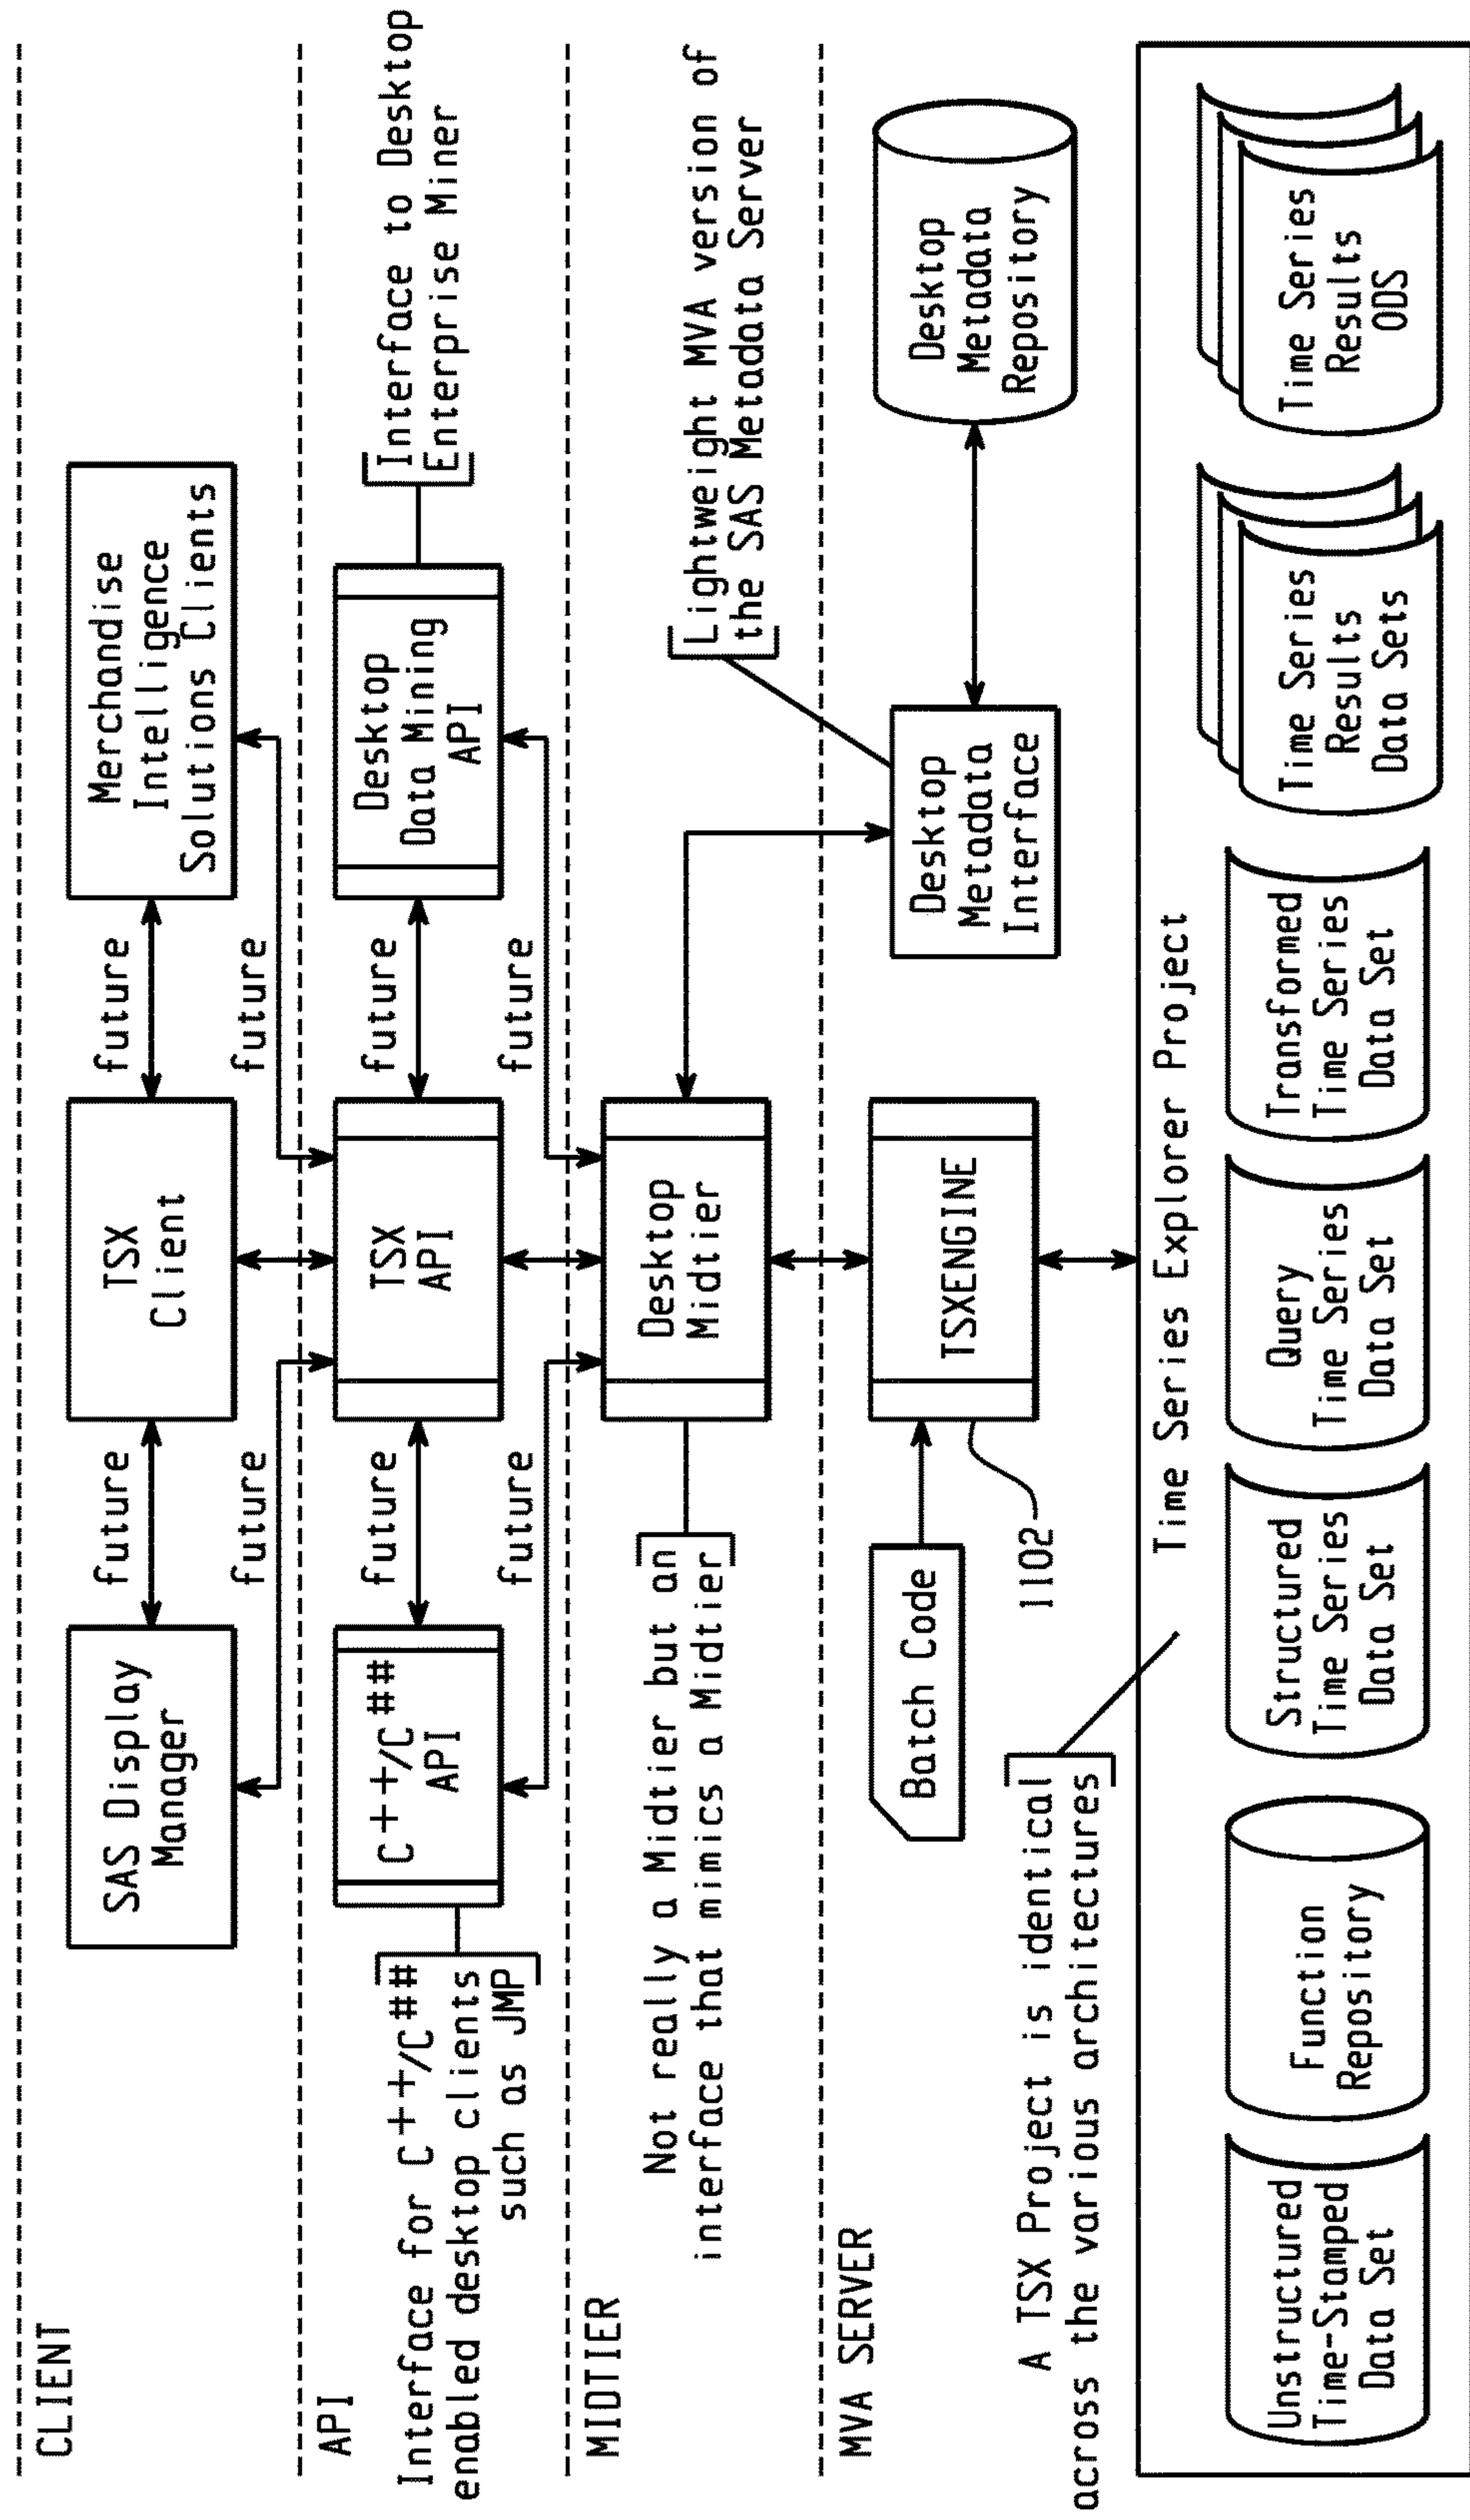 CLIENT
SAS Display
Manager
future
TSX
Client
future
Merchandise
Intelligence
Solutions Clients
future
future
API
Interface for C++/C##
enabled desktop clients
such as JMP
C++/C##
API
future
TSX
API
future
Desktop
Data Mining
API
Interface to Desktop
Enterprise Miner
future
future
MIDTIER
Not really a Midtier but an
interface that mimics a Midtier
Desktop
Midtier
Lightweight MVA version of
the SAS Metadata Server
MVA SERVER
Batch Code
TSXENGINE
1102
Desktop
Metadata
Interface
Desktop
Metadata
Repository
A TSX Project is identical
across the various architectures
Time Series Explorer Project
Unstructured
Time-Stamped
Data Set
Function
Repository
Structured
Time Series
Data Set
Query
Time Series
Data Set
Transformed
Time Series
Data Set
Time Series
Results
Data Sets
Time Series
Results
ODS